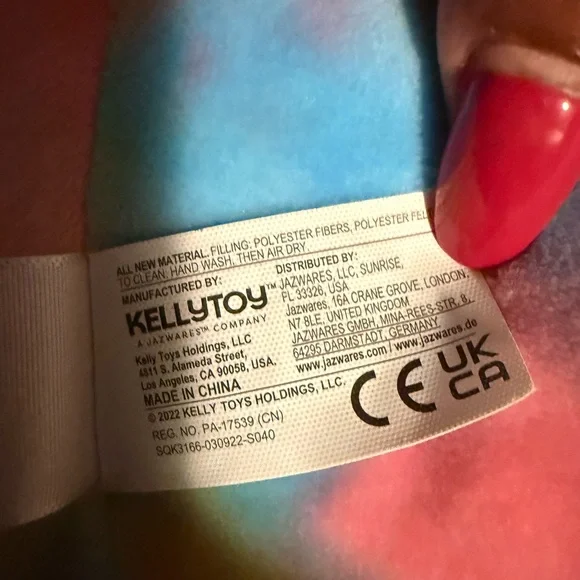 ALL NEW MATERIAL. FILLING: POLYESTER FIBERS, POLYESTER
TO CLEAN: HAND WASH, THEN AIR DRY.
MANUFACTURED BY:
KELLYTOY™
A JAZWARES™ COMPANY
Kelly Toys Holdings, LLC
4811 S. Alameda Street,
Los Angeles, CA 90058, USA.
MADE IN CHINA
DISTRIBUTED BY:
JAZWARES, LLC, SUNRISE,
FL 33326, USA
Jazwares, 16A CRANE GROVE, LONDON,
N7 8LE, UNITED KINGDOM
JAZWARES GMBH, MINA-REES-STR. 8,
64295 DARMSTADT, GERMANY
www.jazwares.com / www.jazwares.de
© 2022 KELLY TOYS HOLDINGS, LLC.
REG. NO. PA-17539 (CN)
SQK3166-030922-S040
CE
UK
CA